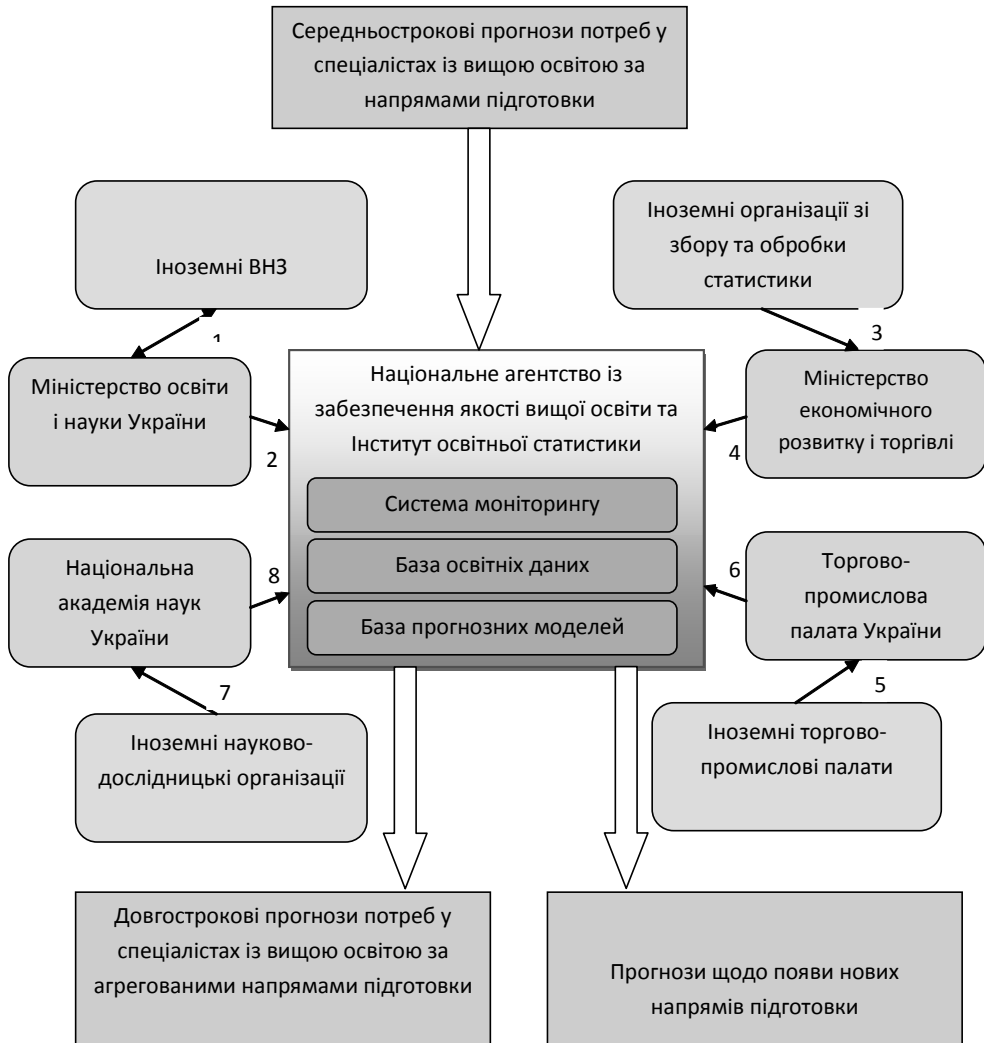 Середньострокові прогнози потреб у
спеціалістах із вищою освітою за
напрямами підготовки
Іноземні ВНЗ
Іноземні організації зі
збору та обробки
статистики
1
3
Міністерство освіти
і науки України
2
Національне агентство із
забезпечення якості вищої освіти та
Інститут освітньої статистики
Система моніторингу
База освітніх даних
База прогнозних моделей
Міністерство
економічного
розвитку і торгівлі
4
Національна
академія наук
України
8
6
Торгово-
промислова
палата України
7
5
Іноземні науково-
дослідницькі організації
Іноземні торгово-
промислові палати
Довгострокові прогнози потреб у
спеціалістах із вищою освітою за
агрегованими напрямами підготовки
Прогнози щодо появи нових
напрямів підготовки